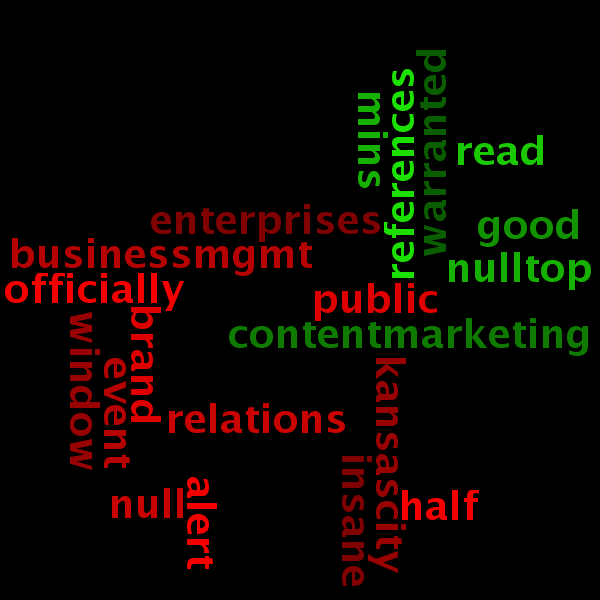 warranted
references
mins
read
enterprises
good
businessmgmt
nulltop
officially
public
brand
window
contentmarketing
event
kansascity
relations
insane
null
alert
half